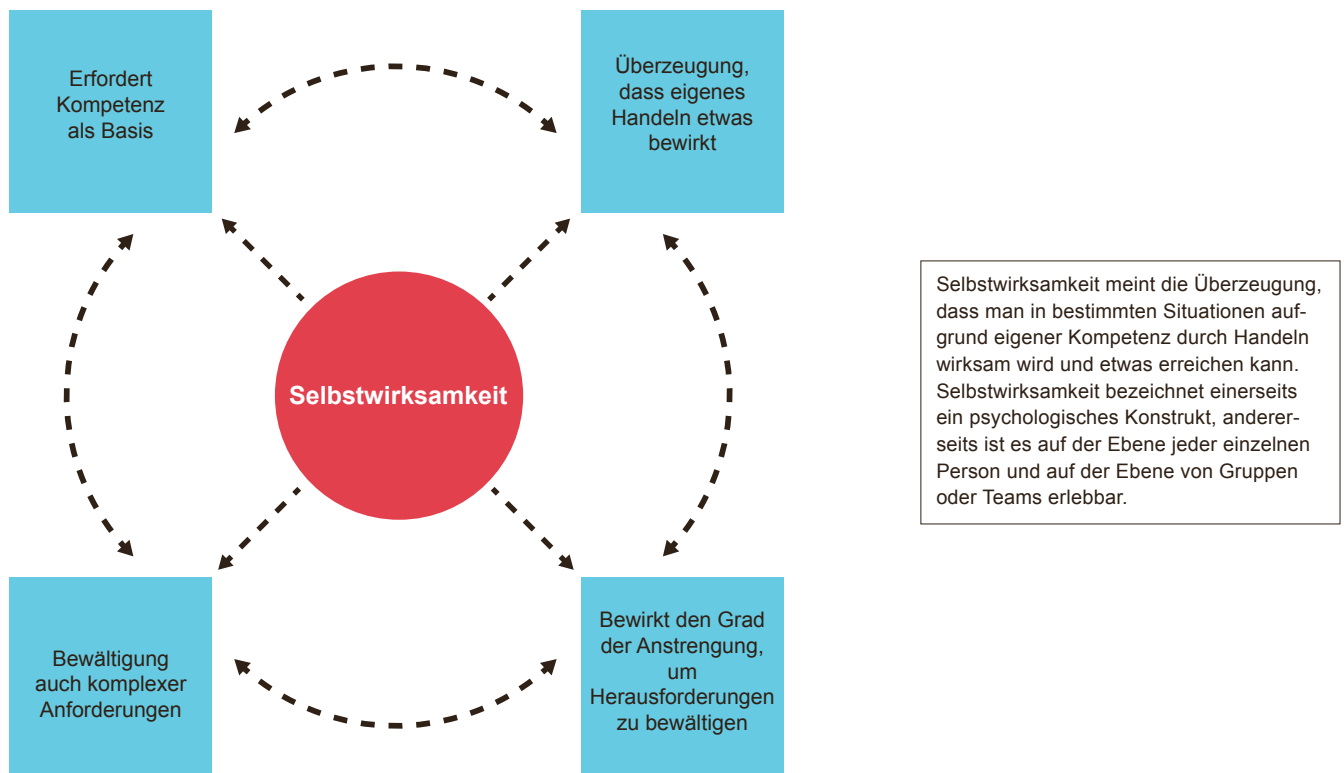 Erfordert
Kompetenz
als Basis
Überzeugung,
dass eigenes
Handeln etwas
bewirkt
Selbstwirksamkeit
Bewältigung
auch komplexer
Anforderungen
Bewirkt den Grad
der Anstrengung,
um
Herausforderungen
zu bewältigen
Selbstwirksamkeit meint die Überzeugung,
dass man in bestimmten Situationen auf-
grund eigener Kompetenz durch Handeln
wirksam wird und etwas erreichen kann.
Selbstwirksamkeit bezeichnet einerseits
ein psychologisches Konstrukt, anderer-
seits ist es auf der Ebene jeder einzelnen
Person und auf der Ebene von Gruppen
oder Teams erlebbar.